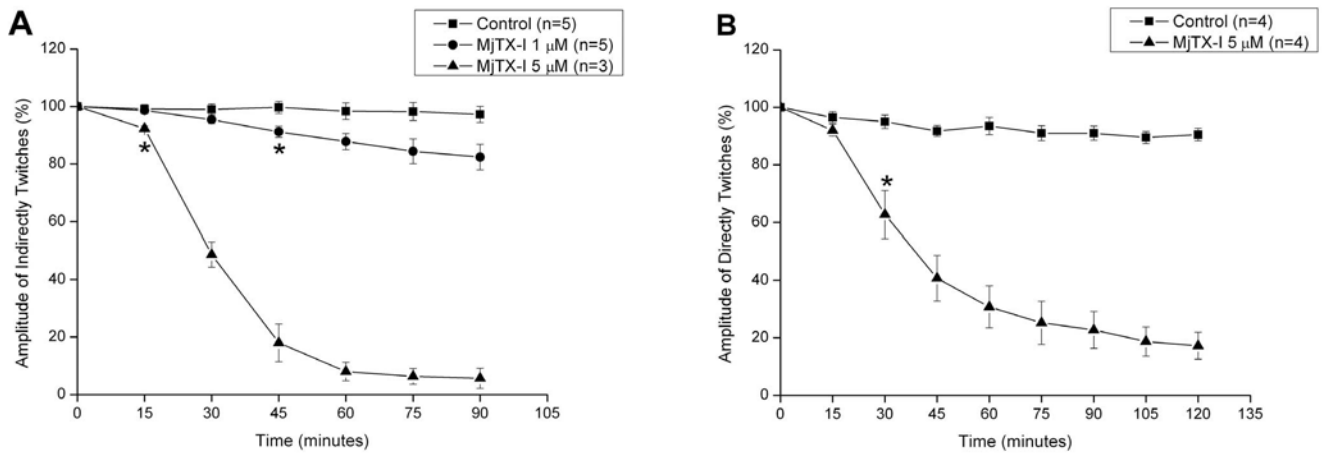 A
Control (n=5)
MjTX-I 1 μM (n=5)
MjTX-I 5 μM (n=3)
Amplitude of Indirectly Twitches (%)
120
100
80
60
40
20
0
*
*
0 15 30 45 60 75 90 105
Time (minutes)
B
Control (n=4)
MjTX-I 5 μM (n=4)
Amplitude of Directly Twitches (%)
120
100
80
60
40
20
0
*
0 15 30 45 60 75 90 105 120 135
Time (minutes)